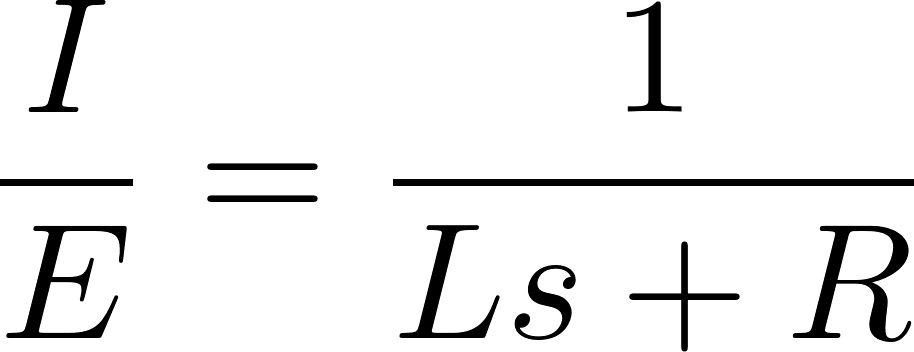 I/E = 1/(Ls + R)